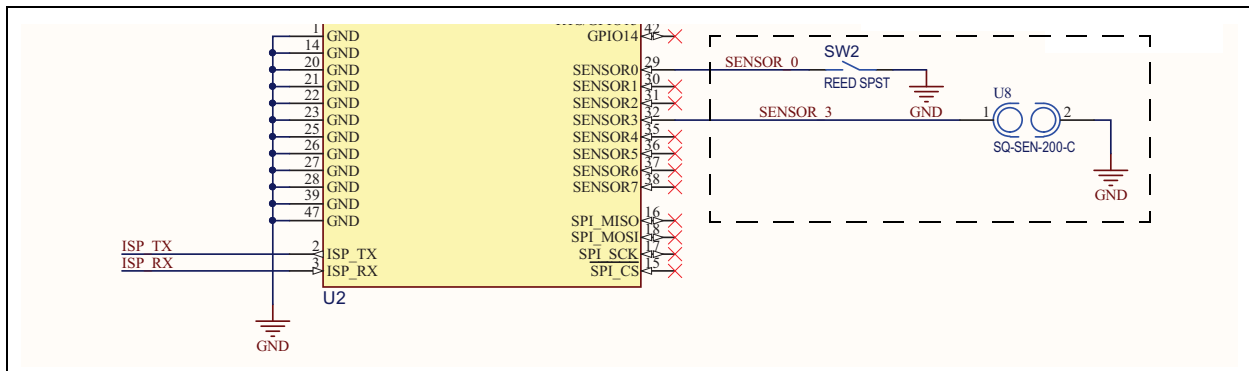 1 GND
14 GND
20 GND
21 GND
22 GND
23 GND
25 GND
26 GND
27 GND
28 GND
39 GND
47 GND
ISP_TX 2 ISP_TX
ISP_RX 3 ISP_RX
U2
GND
GPIO14 42
SENSOR0 29
SENSOR1 30
SENSOR2 31
SENSOR3 32
SENSOR4 35
SENSOR5 36
SENSOR6 37
SENSOR7 38
SPI_MISO 16
SPI_MOSI 18
SPI_SCK 17
SPI_CS 15
SENSOR_0
SW2
REED SPST
GND
SENSOR_3
U8
1 2
SQ-SEN-200-C
GND